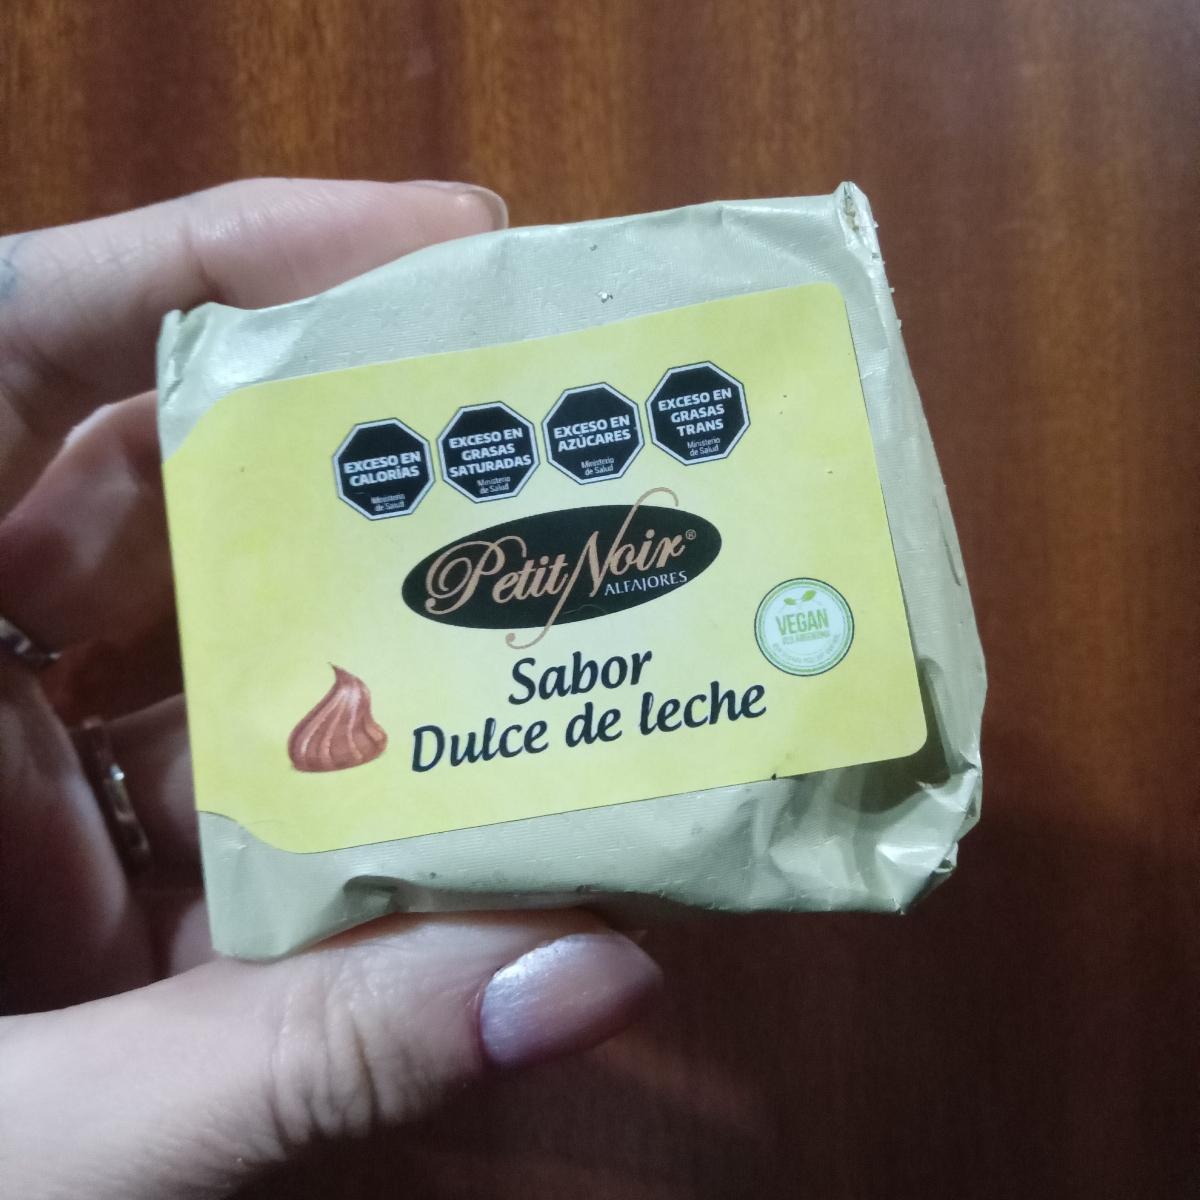 EXCESO EN
CALORÍAS
Ministerio
de Salud
EXCESO EN
GRASAS
SATURADAS
Ministerio
de Salud
EXCESO EN
AZÚCARES
Ministerio
de Salud
EXCESO EN
GRASAS
TRANS
Ministerio
de Salud
Petit Noir®
ALFAJORES
VEGAN
Sabor
Dulce de leche